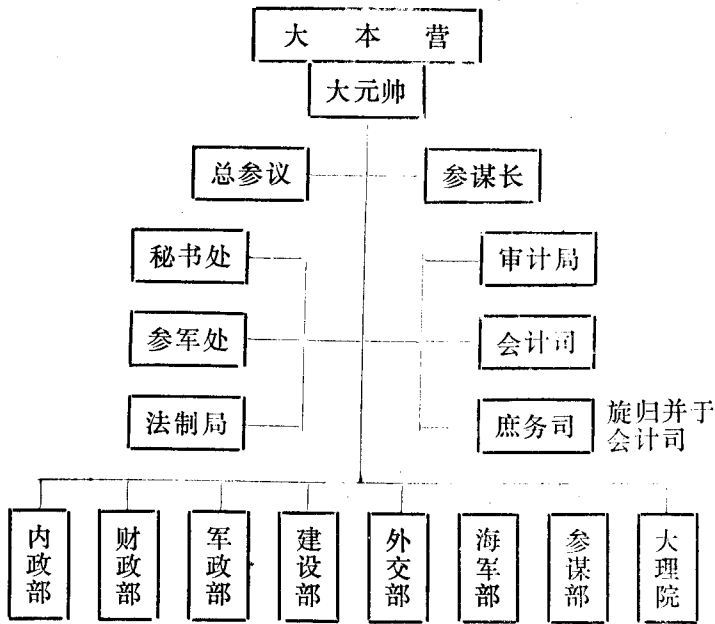 大本营
大元帅
总参议 参谋长
秘书处 审计局
参军处 会计司
法制局 庶务司 旋归并于
会计司
内政部 财政部 军政部 建设部 外交部 海军部 参谋部 大理院